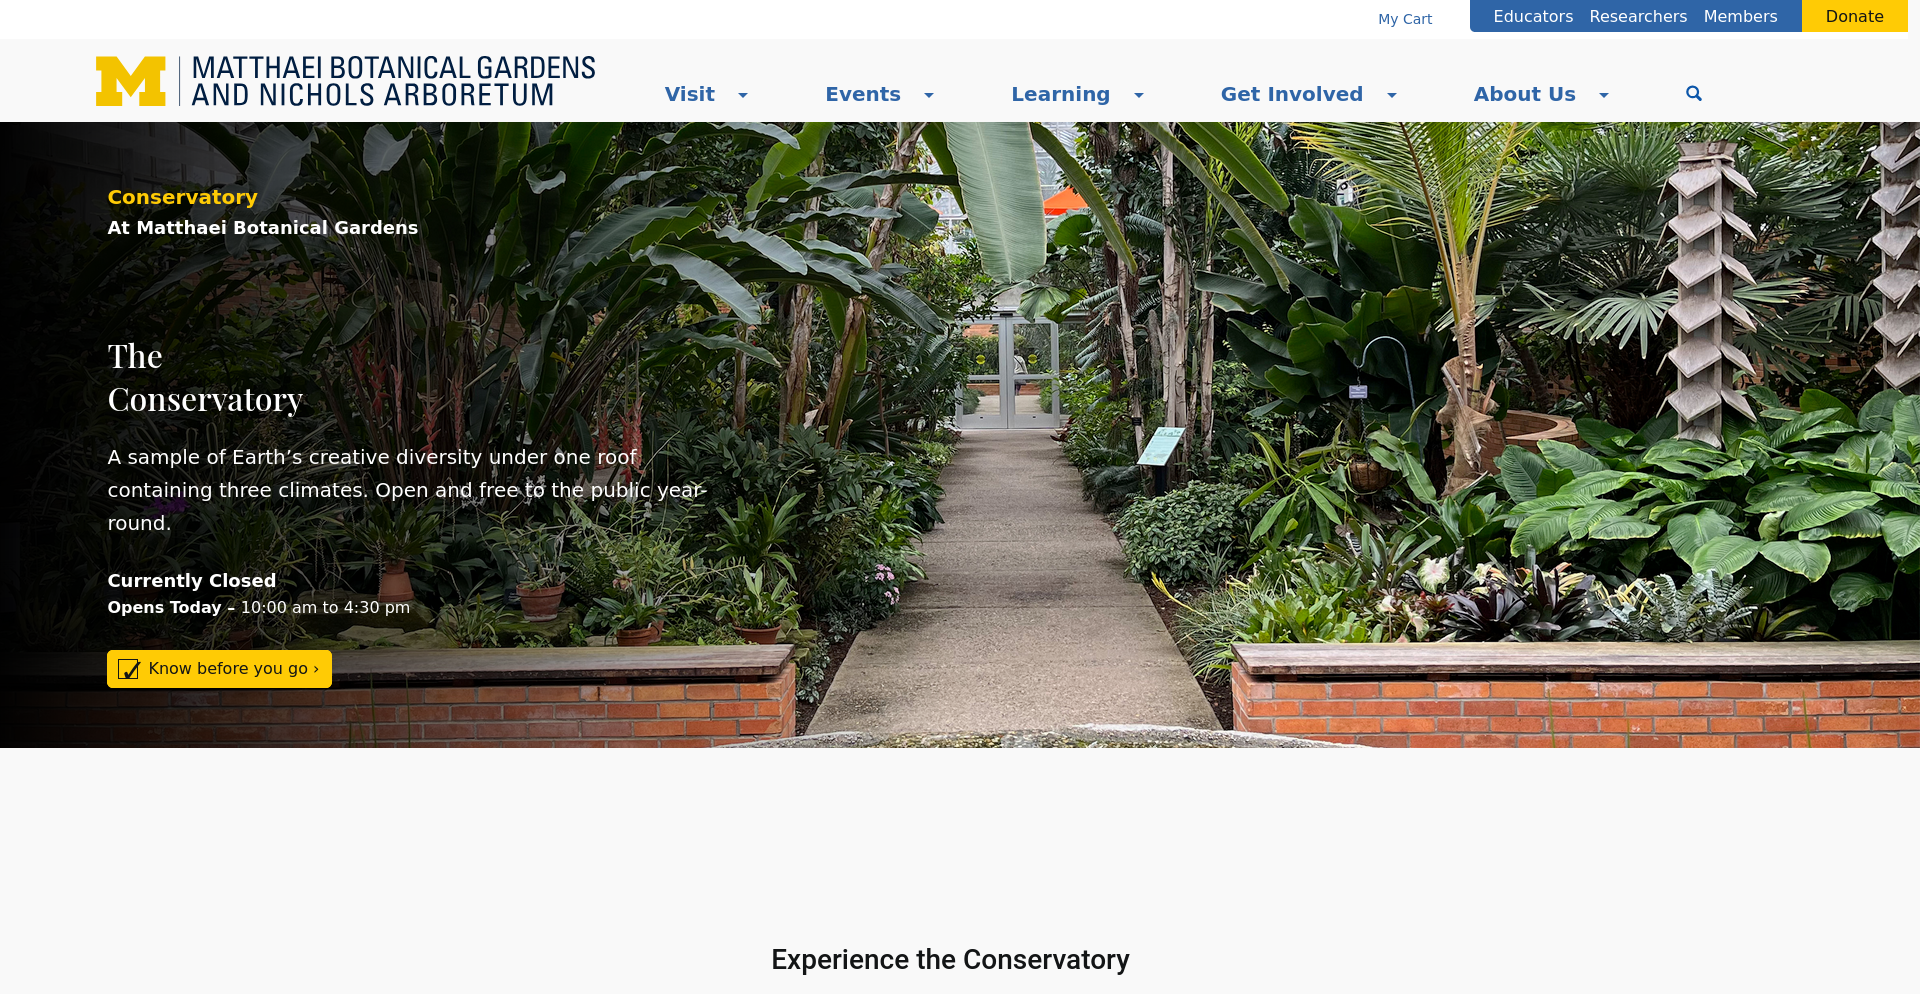 My Cart
Educators
Researchers
Members
Donate
M
MATTHAEI BOTANICAL GARDENS
AND NICHOLS ARBORETUM
Visit
Events
Learning
Get Involved
About Us
Conservatory
At Matthaei Botanical Gardens
The
Conservatory
A sample of Earth’s creative diversity under one roof
containing three climates. Open and free to the public year-
round.
Currently Closed
Opens Today – 10:00 am to 4:30 pm
Know before you go ›
Experience the Conservatory